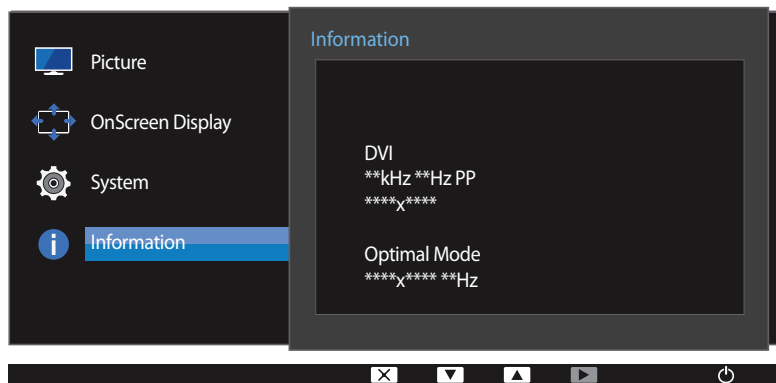 Picture
OnScreen Display
System
Information
Information
DVI
**kHz **Hz PP
****x****
Optimal Mode
****x**** **Hz